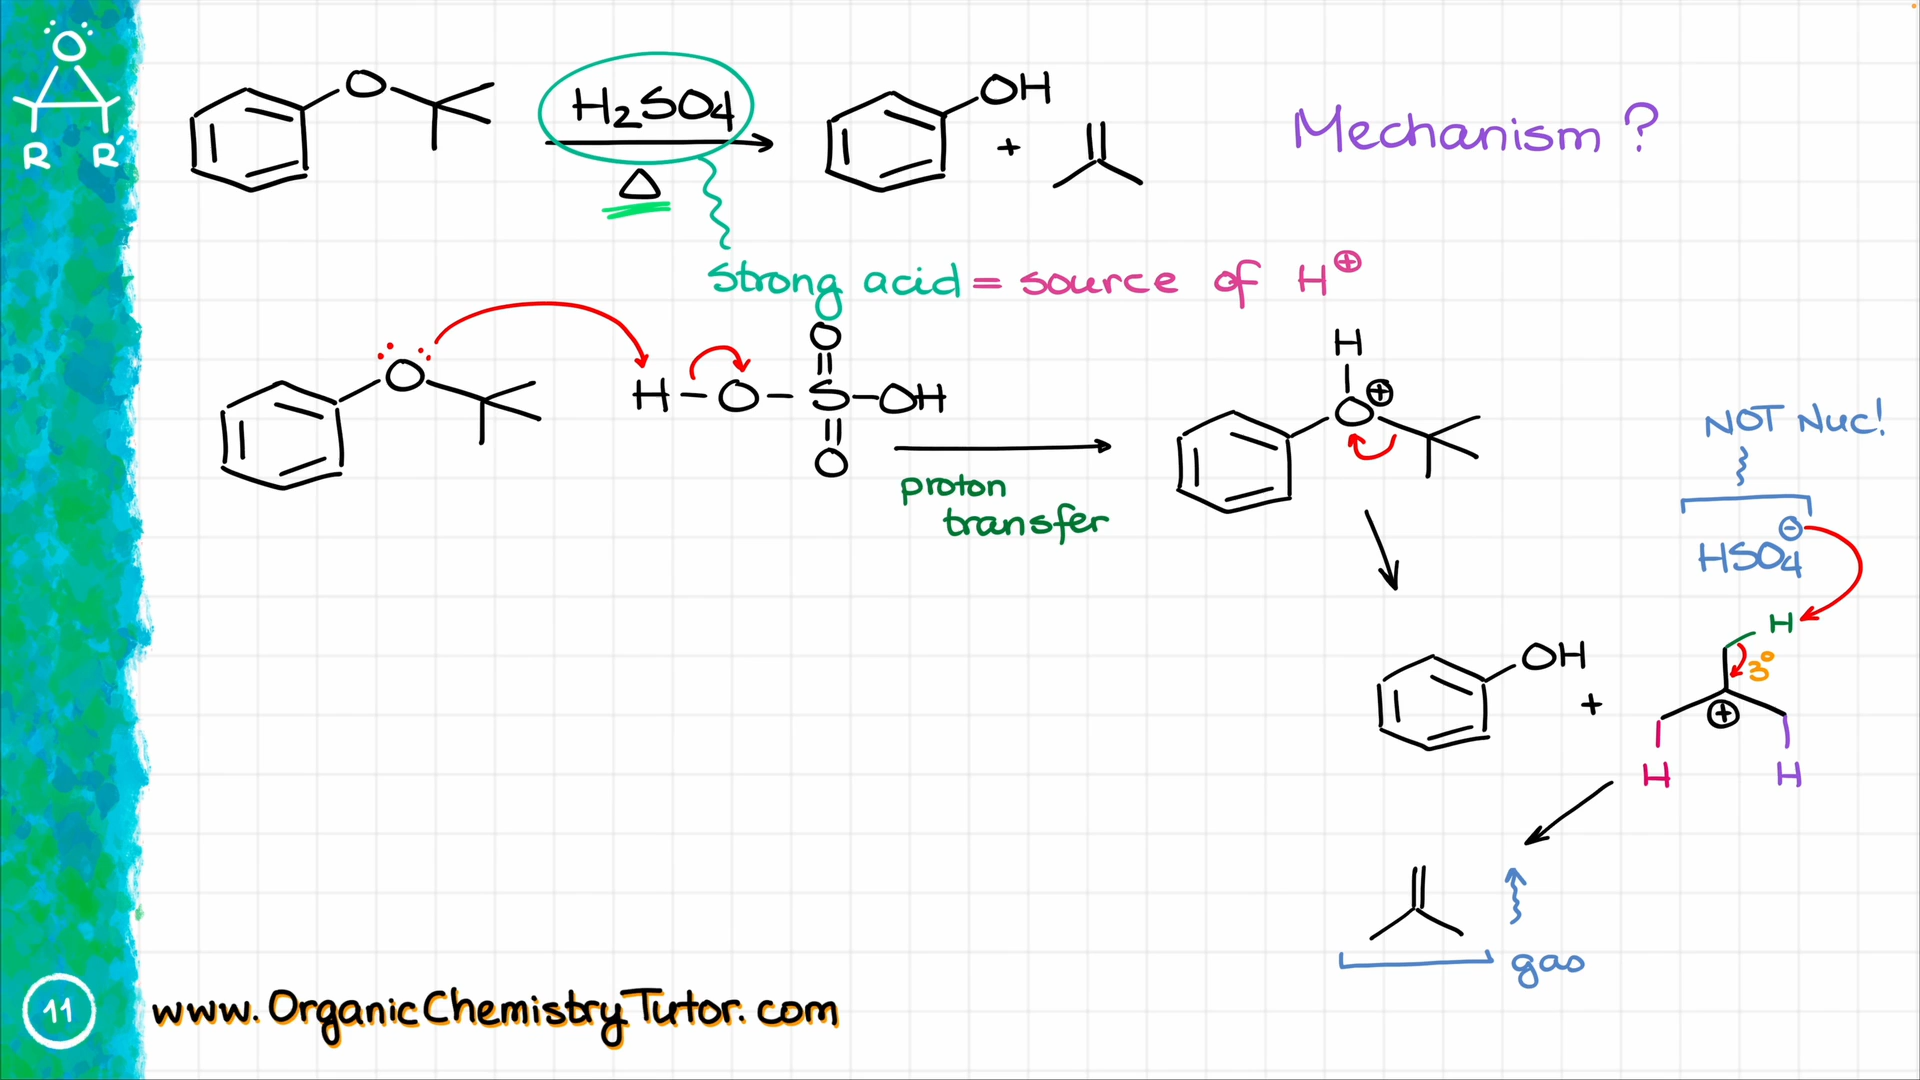 O
R R'
O H₂SO₄ OH
Δ +
Mechanism ?
strong acid = source of H⊕
O H – O – S – OH
O
O
proton
transfer
H
O ⊕
NOT Nuc!
HSO₄⊖
H
3°
OH + ⊕
H H
gas
11
www.OrganicChemistryTutor.com